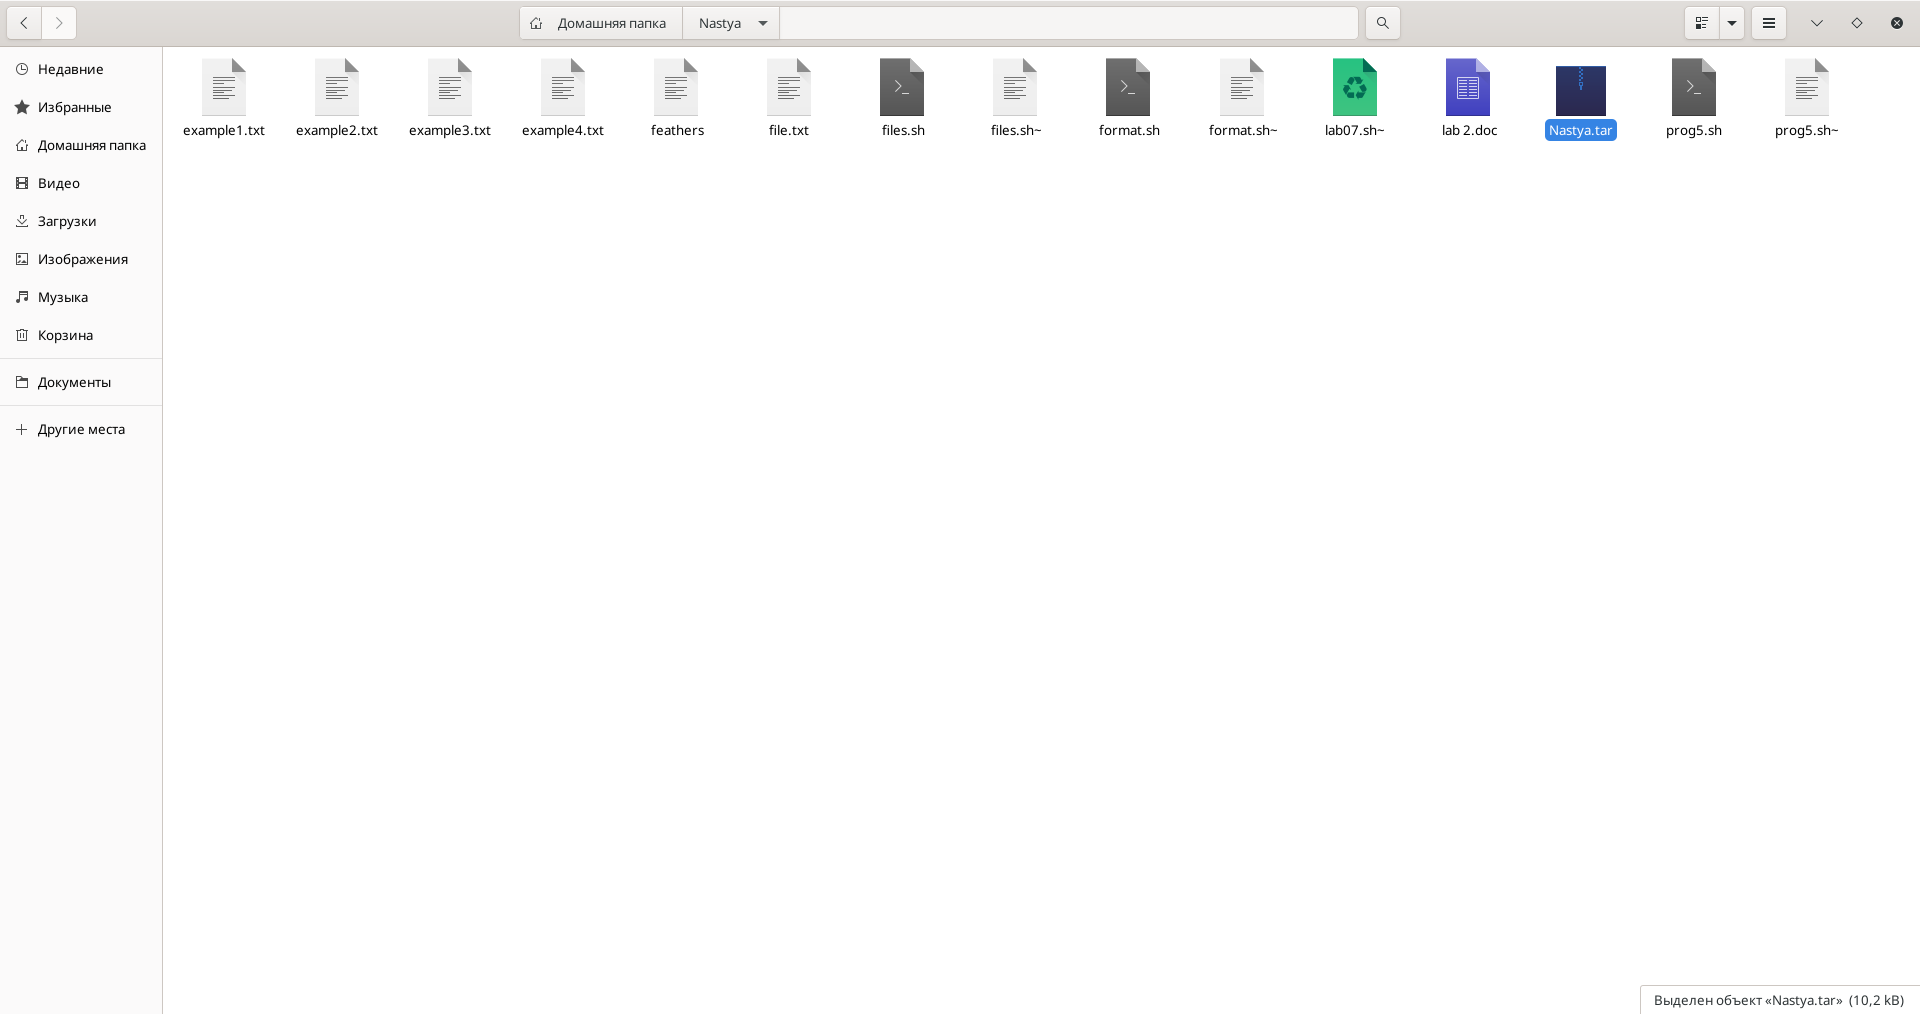 Домашняя папка
Nastya
Недавние
Избранные
Домашняя папка
Видео
Загрузки
Изображения
Музыка
Корзина
Документы
Другие места
example1.txt
example2.txt
example3.txt
example4.txt
feathers
file.txt
files.sh
files.sh~
format.sh
format.sh~
lab07.sh~
lab 2.doc
Nastya.tar
prog5.sh
prog5.sh~
Выделен объект «Nastya.tar» (10,2 kB)